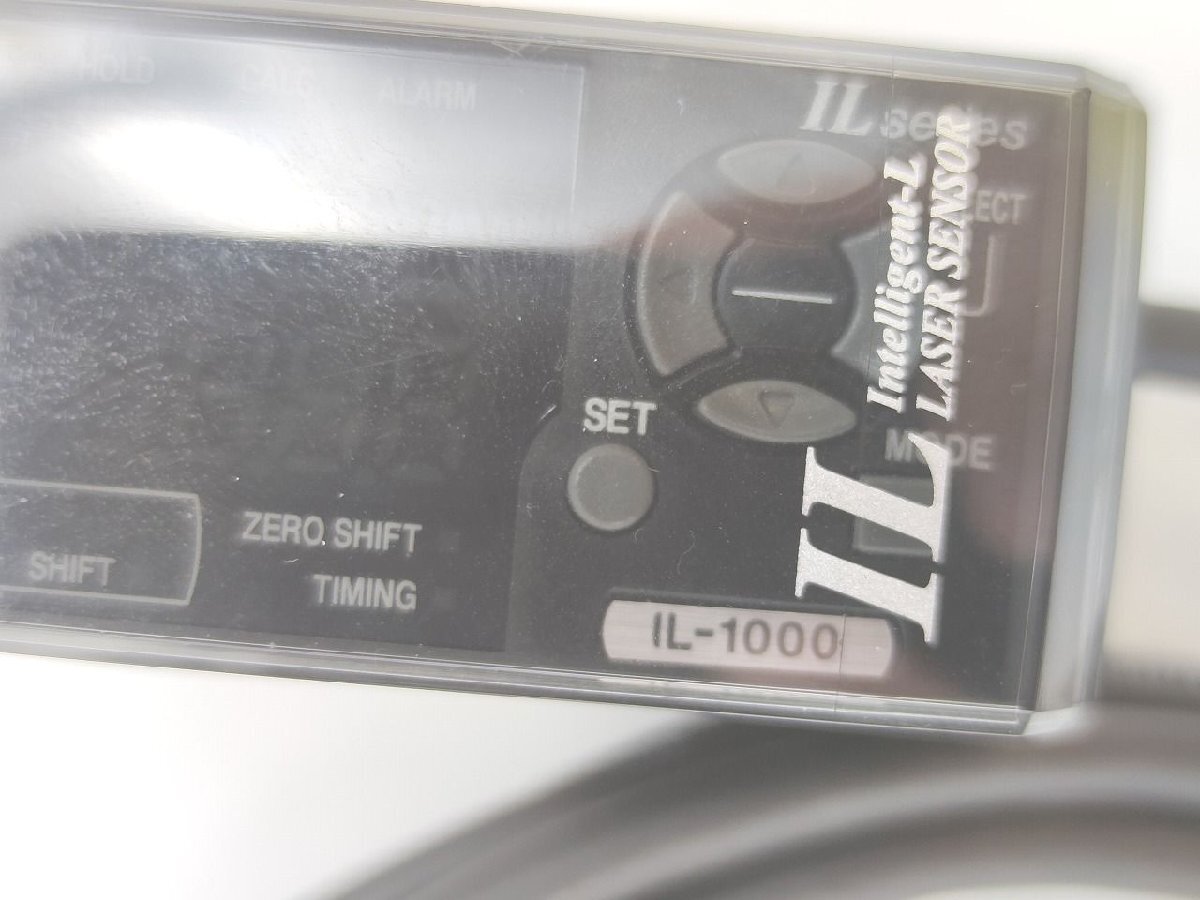 HOLD
CALC
ALARM
IL series
SET
MODE
ZERO SHIFT
SHIFT
TIMING
IL-1000
IL Intelligent-L
LASER SENSOR